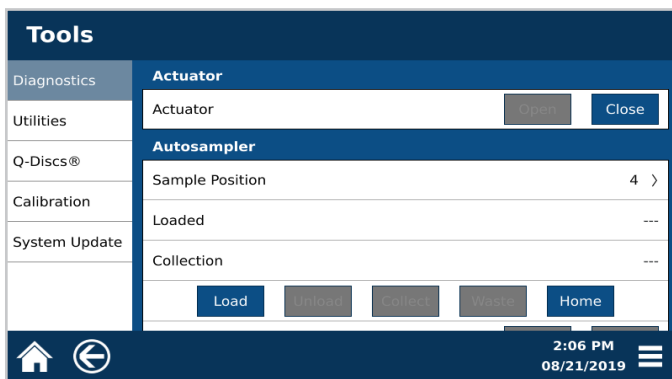 Tools
Diagnostics
Utilities
Q-Discs®
Calibration
System Update
Actuator
Actuator Open Close
Autosampler
Sample Position 4 〉
Loaded ---
Collection ---
Load Unload Collect Waste Home
2:06 PM
08/21/2019